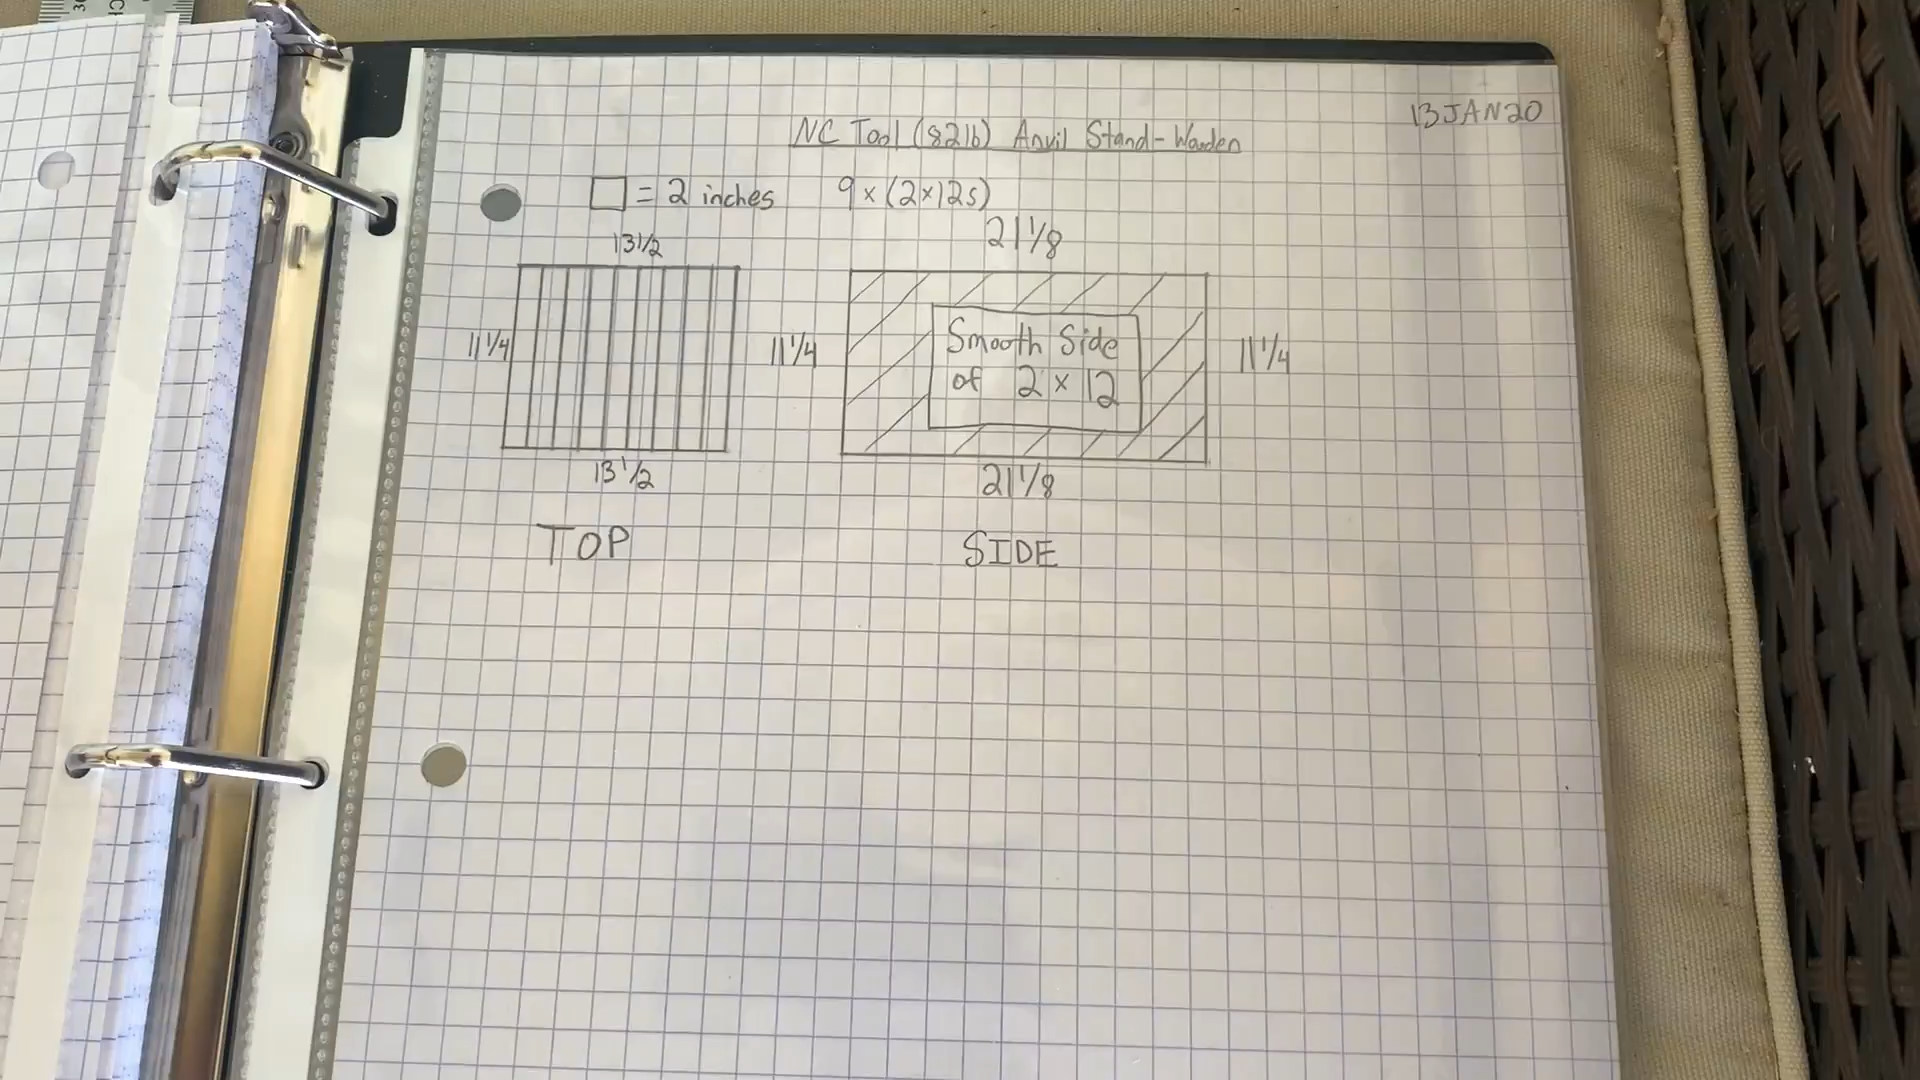 13JAN20
NC Tool (82lb) Anvil Stand-Wooden
= 2 inches 9 x (2x12s)
13 1/2
21 1/8
11 1/4
11 1/4
Smooth Side
of 2 x 12
11 1/4
13 1/2
21 1/8
TOP
SIDE